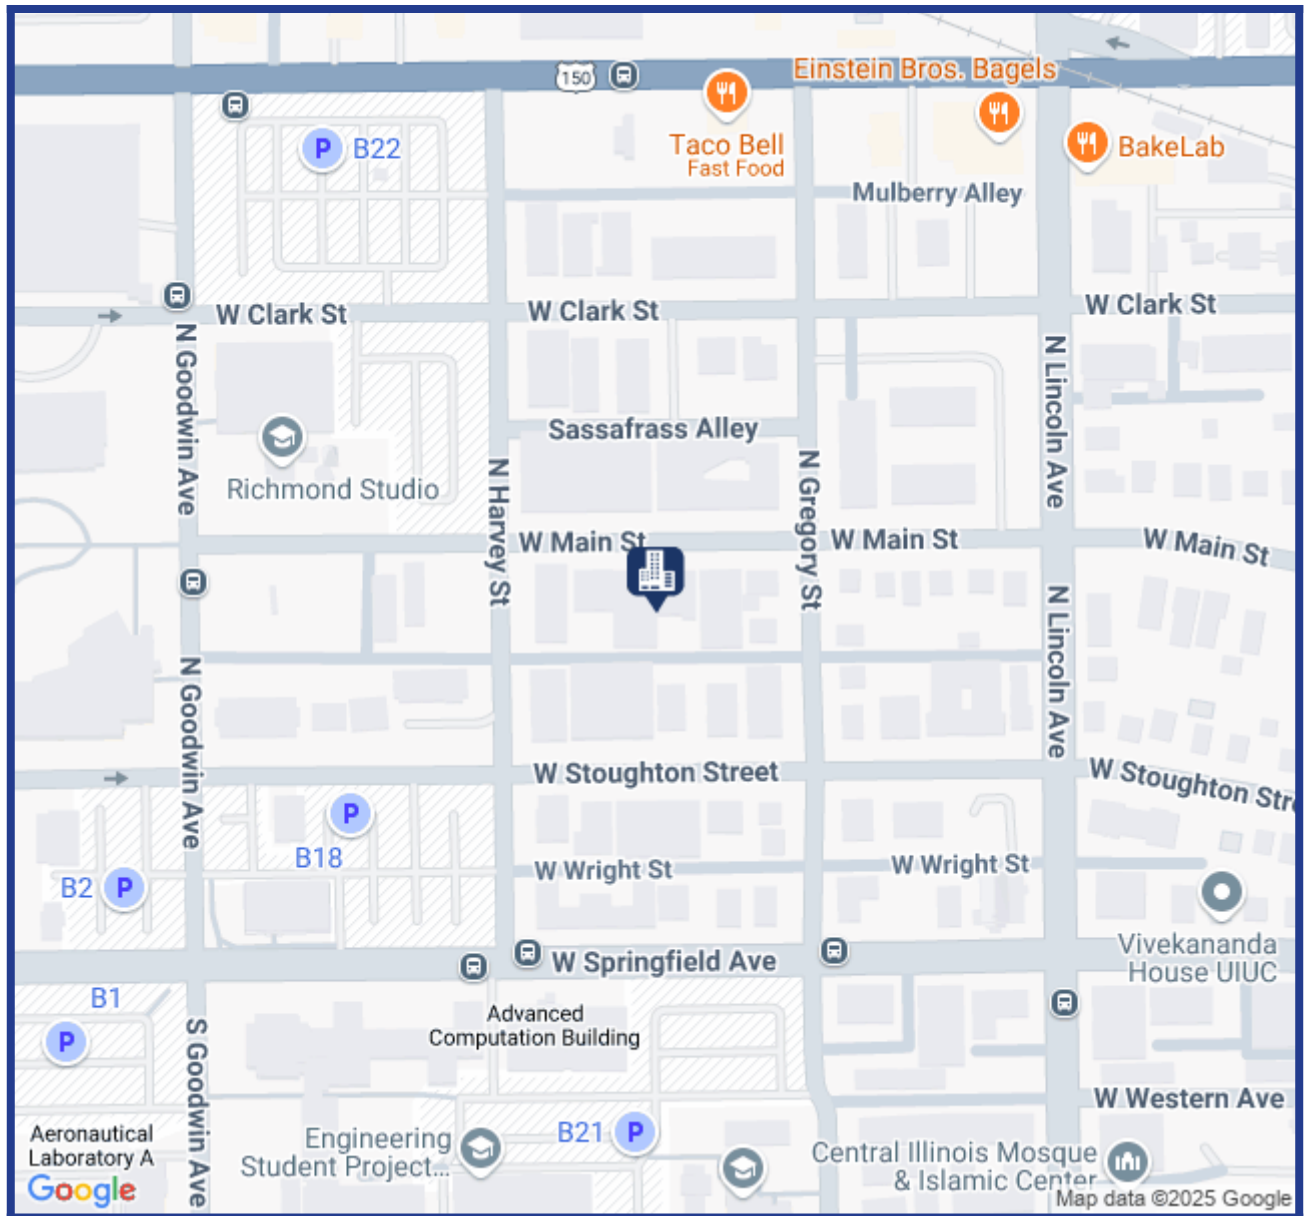 150
Einstein Bros. Bagels
Taco Bell
Fast Food
P B22
BakeLab
Mulberry Alley
W Clark St
W Clark St
W Clark St
N Goodwin Ave
N Lincoln Ave
Sassafrass Alley
Richmond Studio
N Harvey St
N Gregory St
W Main St
W Main St
W Main St
N Lincoln Ave
N Goodwin Ave
W Stoughton Street
W Stoughton Stre
P
B18
B2 P
W Wright St
W Wright St
Vivekananda
House UIUC
W Springfield Ave
B1
P
Advanced
Computation Building
S Goodwin Ave
W Western Ave
Aeronautical
Laboratory A
Engineering
Student Project...
B21 P
Central Illinois Mosque
& Islamic Center
Google
Map data ©2025 Google